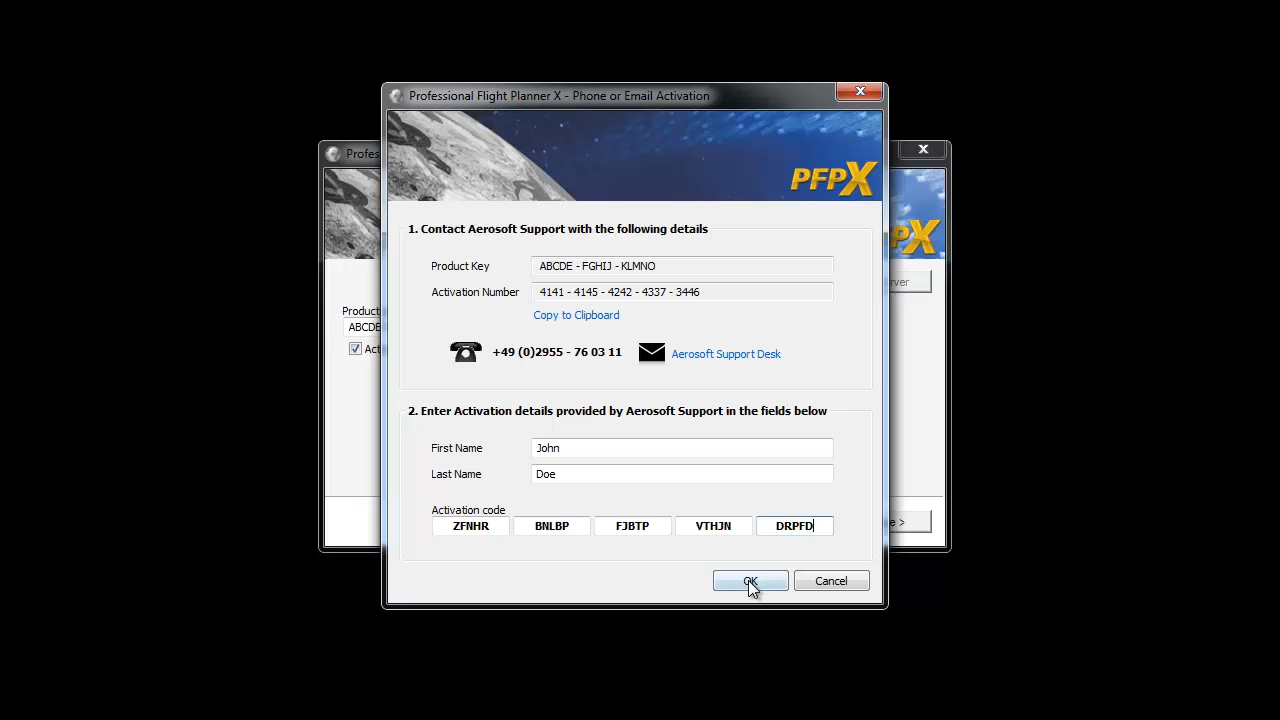 Professional Flight Planner X - Phone or Email Activation
Profes
PFPX
PX
1. Contact Aerosoft Support with the following details
Product Key ABCDE - FGHIJ - KLMNO
Activation Number 4141 - 4145 - 4242 - 4337 - 3446
Copy to Clipboard
+49 (0)2955 - 76 03 11 Aerosoft Support Desk
rver
Product
ABCDE
Act
2. Enter Activation details provided by Aerosoft Support in the fields below
First Name John
Last Name Doe
Activation code
ZFNHR BNLBP FJBTP VTHJN DRPFD
e >
OK Cancel